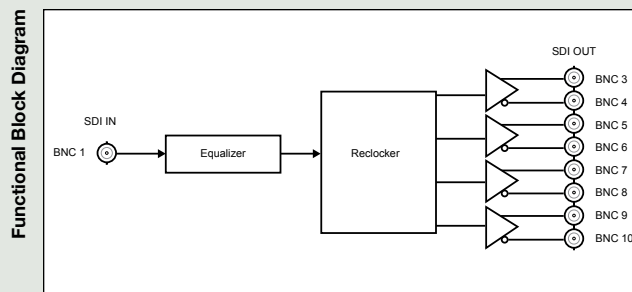 Functional Block Diagram
SDI OUT
BNC 3
SDI IN
BNC 4
BNC 5
BNC 1
Equalizer
Reclocker
BNC 6
BNC 7
BNC 8
BNC 9
BNC 10